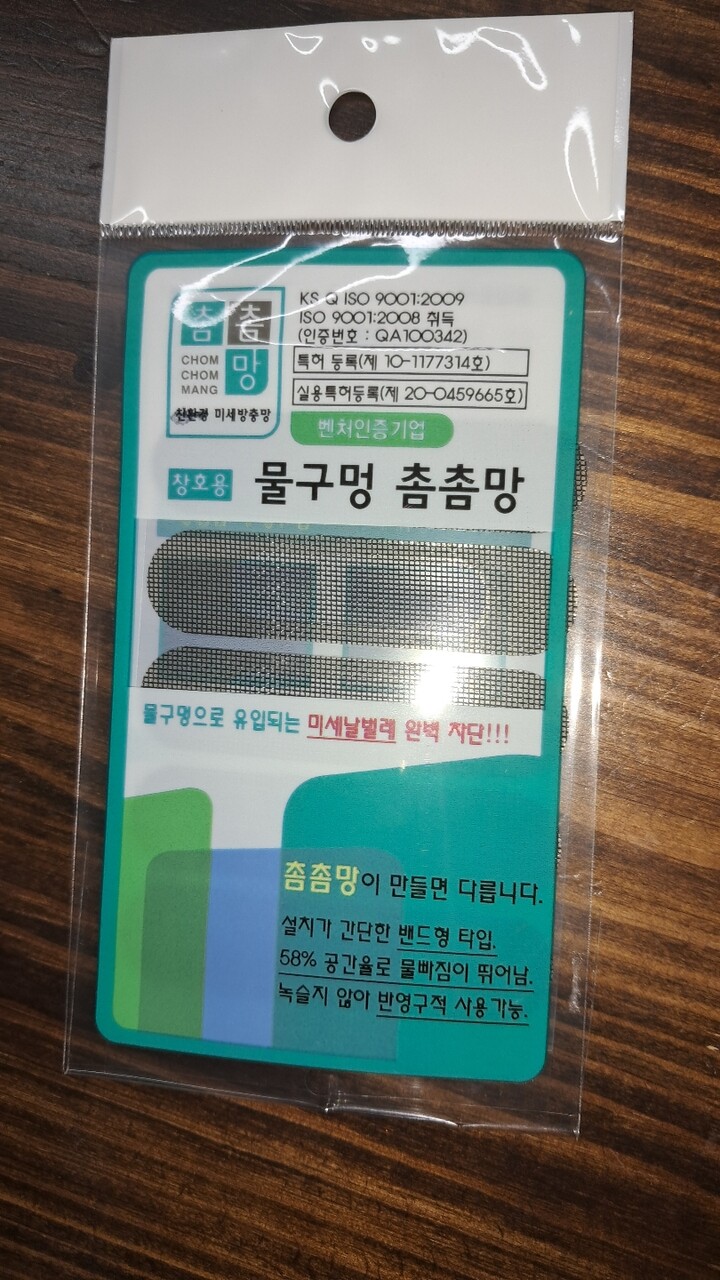 촘촘망
CHOM
CHOM
MANG
친환경 미세방충망
KS Q ISO 9001:2009
ISO 9001:2008 취득
(인증번호 : QA100342)
특허 등록(제 10-1177314호)
실용특허등록(제 20-0459665호)
벤처인증기업
창호용 물구멍 촘촘망
물구멍으로 유입되는 미세날벌레 완벽 차단!!!
촘촘망이 만들면 다릅니다.
설치가 간단한 밴드형 타입.
58% 공간율로 물빠짐이 뛰어남.
녹슬지 않아 반영구적 사용가능.